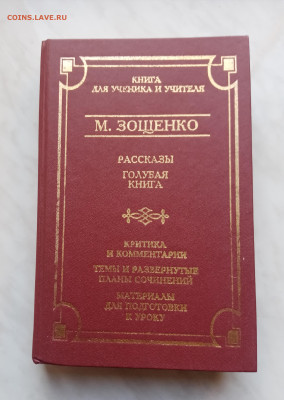 COINS.LAVE.RU
КНИГА
ДЛЯ УЧЕНИКА И УЧИТЕЛЯ
М. ЗОЩЕНКО
РАССКАЗЫ
ГОЛУБАЯ
КНИГА
КРИТИКА
И КОММЕНТАРИИ
ТЕМЫ И РАЗВЕРНУТЫЕ
ПЛАНЫ СОЧИНЕНИЙ
МАТЕРИАЛЫ
ДЛЯ ПОДГОТОВКИ
К УРОКУ